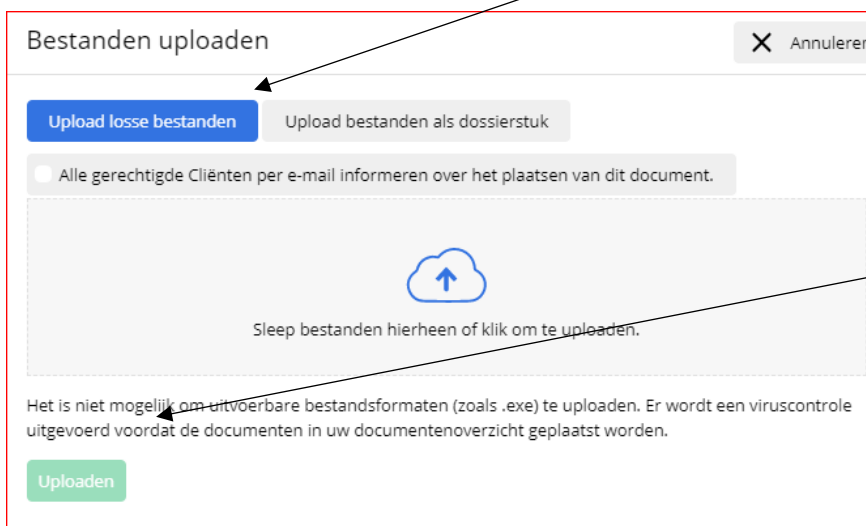 Bestanden uploaden
Annuleren
Upload losse bestanden
Upload bestanden als dossierstuk
Alle gerechtigde Cliënten per e-mail informeren over het plaatsen van dit document.
Sleep bestanden hierheen of klik om te uploaden.
Het is niet mogelijk om uitvoerbare bestandsformaten (zoals .exe) te uploaden. Er wordt een viruscontrole
uitgevoerd voordat de documenten in uw documentenoverzicht geplaatst worden.
Uploaden